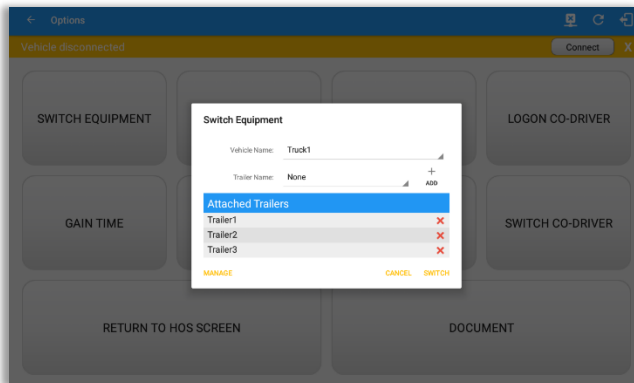 Options
Vehicle disconnected
Connect X
SWITCH EQUIPMENT
LOGON CO-DRIVER
Switch Equipment
Vehicle Name: Truck1
Trailer Name: None
ADD
Attached Trailers
Trailer1
Trailer2
Trailer3
MANAGE CANCEL SWITCH
GAIN TIME
SWITCH CO-DRIVER
RETURN TO HOS SCREEN
DOCUMENT